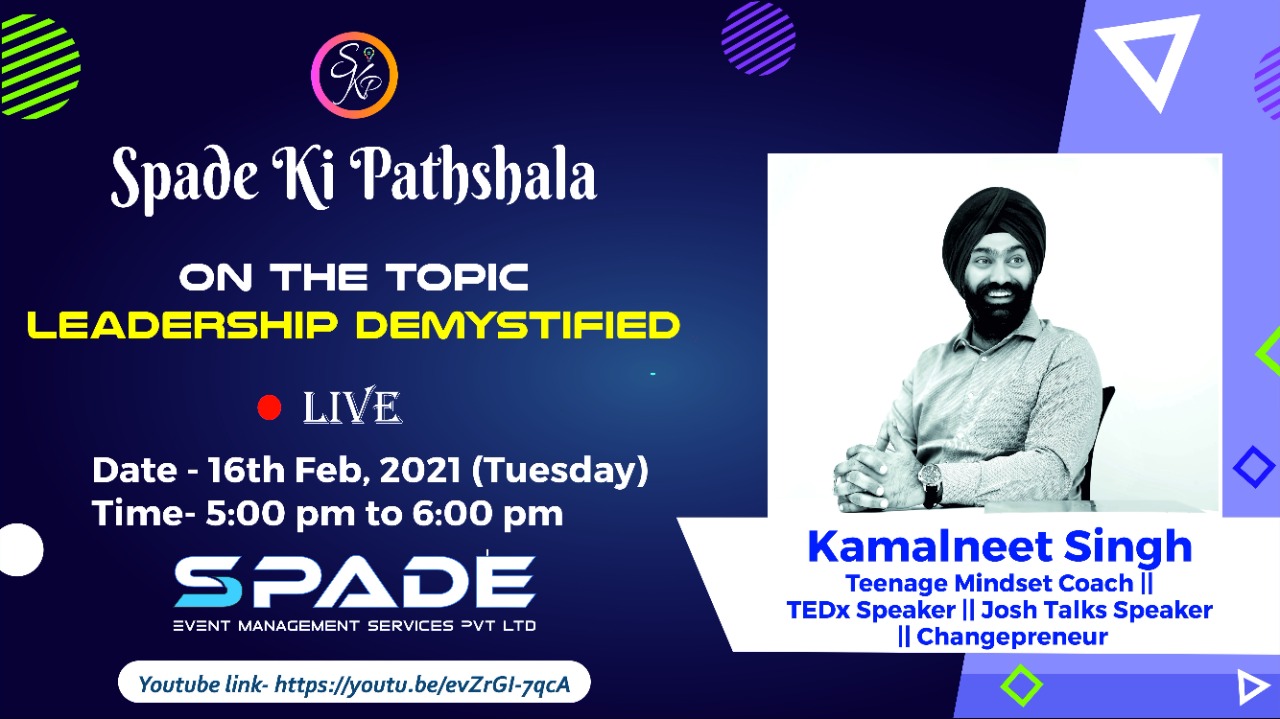 SKP
Spade Ki Pathshala
ON THE TOPIC
LEADERSHIP DEMYSTIFIED
LIVE
Date - 16th Feb, 2021 (Tuesday)
Time- 5:00 pm to 6:00 pm
SPADE
EVENT MANAGEMENT SERVICES PVT LTD
Youtube link- https://youtu.be/evZrGI-7qcA
Kamalneet Singh
Teenage Mindset Coach ||
TEDx Speaker || Josh Talks Speaker
|| Changepreneur